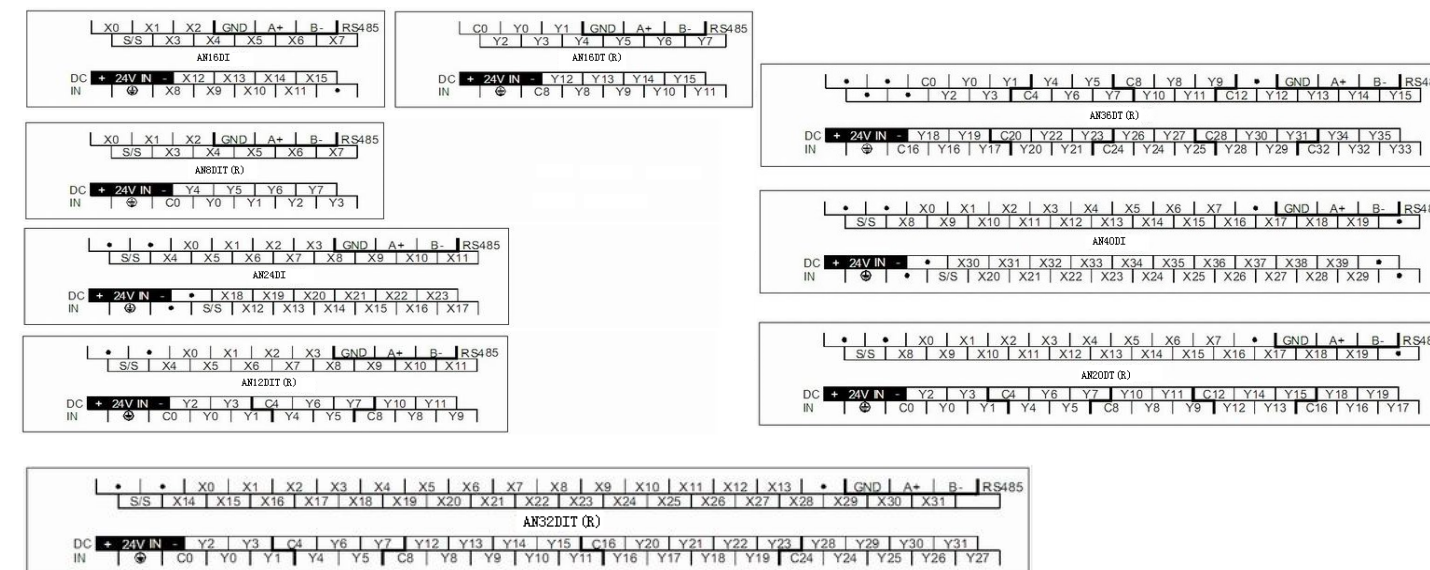 X0 X1 X2 GND A+ B- RS485
S/S X3 X4 X5 X6 X7
AN16DI
DC + 24V IN - X12 X13 X14 X15
IN X8 X9 X10 X11 •
C0 Y0 Y1 GND A+ B- RS485
Y2 Y3 Y4 Y5 Y6 Y7
AN16DT(R)
DC + 24V IN - Y12 Y13 Y14 Y15
IN C8 Y8 Y9 Y10 Y11
X0 X1 X2 GND A+ B- RS485
S/S X3 X4 X5 X6 X7
AN8DIT(R)
DC + 24V IN - Y4 Y5 Y6 Y7
IN C0 Y0 Y1 Y2 Y3
• • X0 X1 X2 X3 GND A+ B- RS485
S/S X4 X5 X6 X7 X8 X9 X10 X11
AN24DI
DC + 24V IN - • X18 X19 X20 X21 X22 X23
IN • S/S X12 X13 X14 X15 X16 X17
• • X0 X1 X2 X3 GND A+ B- RS485
S/S X4 X5 X6 X7 X8 X9 X10 X11
AN12DIT(R)
DC + 24V IN - Y2 Y3 C4 Y6 Y7 Y10 Y11
IN C0 Y0 Y1 Y4 Y5 C8 Y8 Y9
• • C0 Y0 Y1 Y4 Y5 C8 Y8 Y9 • GND A+ B- RS48
• • Y2 Y3 C4 Y6 Y7 Y10 Y11 C12 Y12 Y13 Y14 Y15
AN36DT(R)
DC + 24V IN - Y18 Y19 C20 Y22 Y23 Y26 Y27 C28 Y30 Y31 Y34 Y35
IN C16 Y16 Y17 Y20 Y21 C24 Y24 Y25 Y28 Y29 C32 Y32 Y33
• • X0 X1 X2 X3 X4 X5 X6 X7 • GND A+ B- RS48
S/S X8 X9 X10 X11 X12 X13 X14 X15 X16 X17 X18 X19 •
AN40DI
DC + 24V IN - • X30 X31 X32 X33 X34 X35 X36 X37 X38 X39 •
IN • S/S X20 X21 X22 X23 X24 X25 X26 X27 X28 X29 •
• • X0 X1 X2 X3 X4 X5 X6 X7 • GND A+ B- RS48
S/S X8 X9 X10 X11 X12 X13 X14 X15 X16 X17 X18 X19 •
AN20DT(R)
DC + 24V IN - Y2 Y3 C4 Y6 Y7 Y10 Y11 C12 Y14 Y15 Y18 Y19
IN C0 Y0 Y1 Y4 Y5 C8 Y8 Y9 Y12 Y13 C16 Y16 Y17
• • X0 X1 X2 X3 X4 X5 X6 X7 X8 X9 X10 X11 X12 X13 • GND A+ B- RS485
S/S X14 X15 X16 X17 X18 X19 X20 X21 X22 X23 X24 X25 X26 X27 X28 X29 X30 X31
AN32DIT(R)
DC + 24V IN - Y2 Y3 C4 Y6 Y7 Y12 Y13 Y14 Y15 C16 Y20 Y21 Y22 Y23 Y28 Y29 Y30 Y31
IN C0 Y0 Y1 Y4 Y5 C8 Y8 Y9 Y10 Y11 Y16 Y17 Y18 Y19 C24 Y24 Y25 Y26 Y27